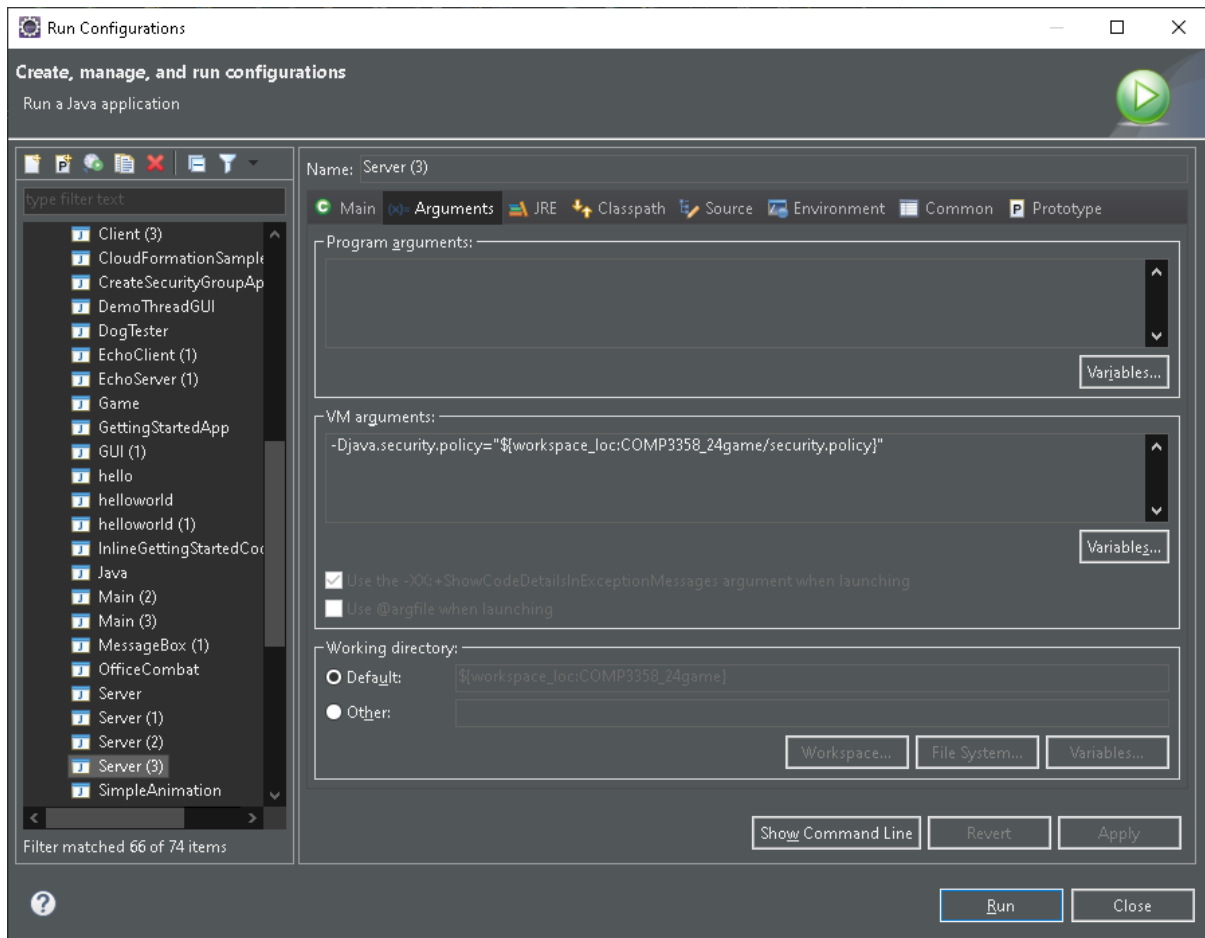 Run Configurations
Create, manage, and run configurations
Run a Java application
type filter text
Client (3)
CloudFormationSample
CreateSecurityGroupAp
DemoThreadGUI
DogTester
EchoClient (1)
EchoServer (1)
Game
GettingStartedApp
GUI (1)
hello
helloworld
helloworld (1)
InlineGettingStartedCod
Java
Main (2)
Main (3)
MessageBox (1)
OfficeCombat
Server
Server (1)
Server (2)
Server (3)
SimpleAnimation
Filter matched 66 of 74 items
Name: Server (3)
Main (x)= Arguments JRE Classpath Source Environment Common P Prototype
Program arguments:
Variables...
VM arguments:
-Djava.security.policy="${workspace_loc:COMP3358_24game/security.policy}"
Variables...
Use the -XX:+ShowCodeDetailsInExceptionMessages argument when launching
Use @argfile when launching
Working directory:
Default: ${workspace_loc:COMP3358_24game}
Other:
Workspace... File System... Variables...
Show Command Line Revert Apply
Run Close